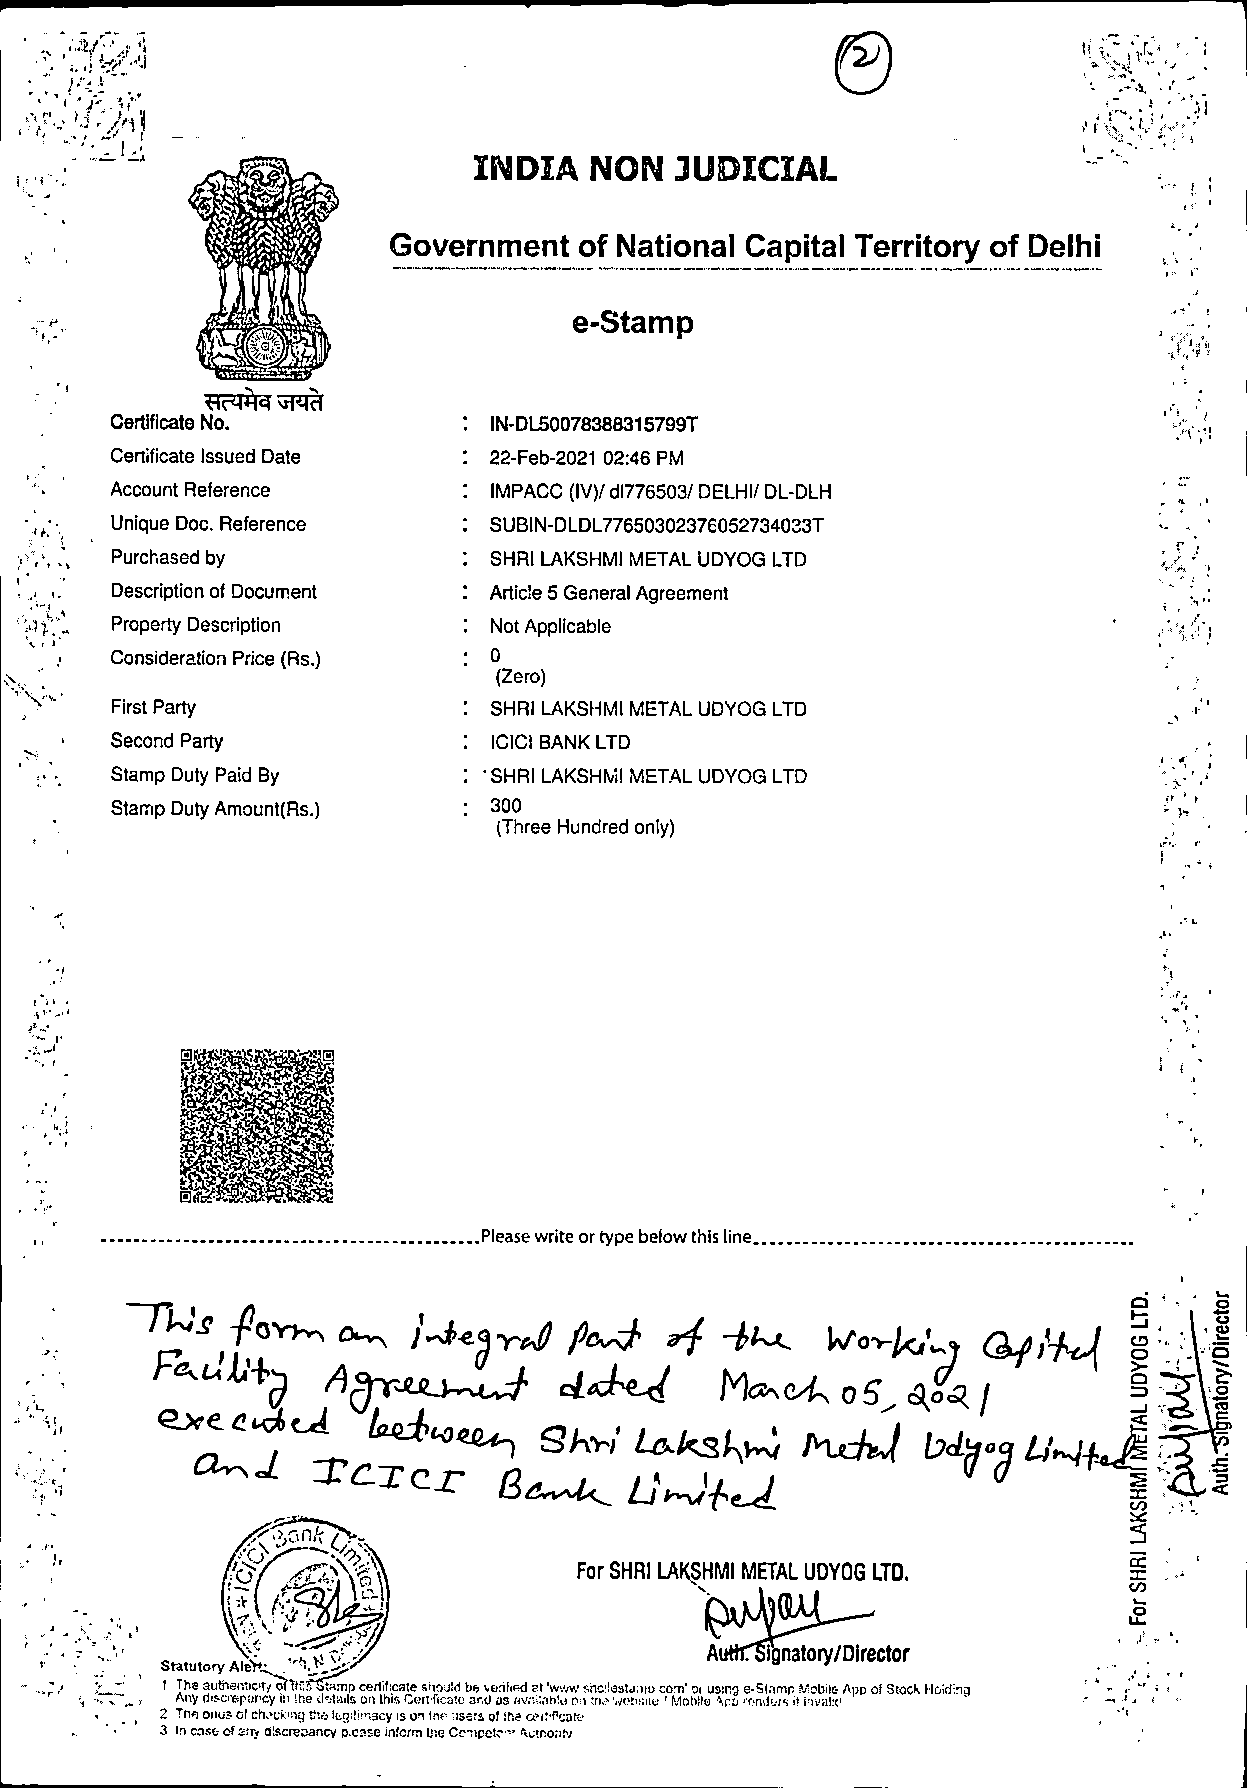 2
INDIA NON JUDICIAL
Government of National Capital Territory of Delhi
e-Stamp
सत्यमेव जयते
Certificate No. : IN-DL50078388315799T
Certificate Issued Date : 22-Feb-2021 02:46 PM
Account Reference : IMPACC (IV)/ dl776503/ DELHI/ DL-DLH
Unique Doc. Reference : SUBIN-DLDL77650302376052734033T
Purchased by : SHRI LAKSHMI METAL UDYOG LTD
Description of Document : Article 5 General Agreement
Property Description : Not Applicable
Consideration Price (Rs.) : 0
(Zero)
First Party : SHRI LAKSHMI METAL UDYOG LTD
Second Party : ICICI BANK LTD
Stamp Duty Paid By : SHRI LAKSHMI METAL UDYOG LTD
Stamp Duty Amount(Rs.) : 300
(Three Hundred only)
Please write or type below this line
This form an integral part of the Working Capital
Facility Agreement dated March 05, 2021
executed between Shri Lakshmi Metal Udyog Limited
and ICICI Bank Limited
For SHRI LAKSHMI METAL UDYOG LTD.
Auth. Signatory/Director
ICICI Bank Limited
For SHRI LAKSHMI METAL UDYOG LTD.
Auth. Signatory/Director
Statutory Alert:
1 The authenticity of this Stamp certificate should be verified at 'www.shcilestamp.com' or using e-Stamp Mobile App of Stock Holding
Any discrepancy in the details on this Certificate and as available on the website / Mobile App renders it invalid
2 The onus of checking the legitimacy is on the users of the certificate
3 In case of any discrepancy please inform the Competent Authority